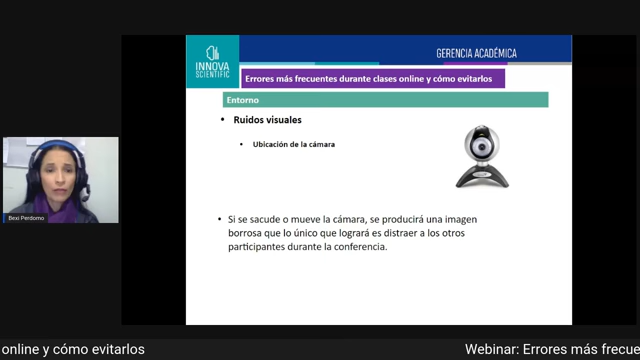 INNOVA
SCIENTIFIC
GERENCIA ACADÉMICA
Errores más frecuentes durante clases online y cómo evitarlos
Entorno
• Ruidos visuales
• Ubicación de la cámara
• Si se sacude o mueve la cámara, se producirá una imagen
borrosa que lo único que logrará es distraer a los otros
participantes durante la conferencia.
Bexi Perdomo
online y cómo evitarlos
Webinar: Errores más frecue